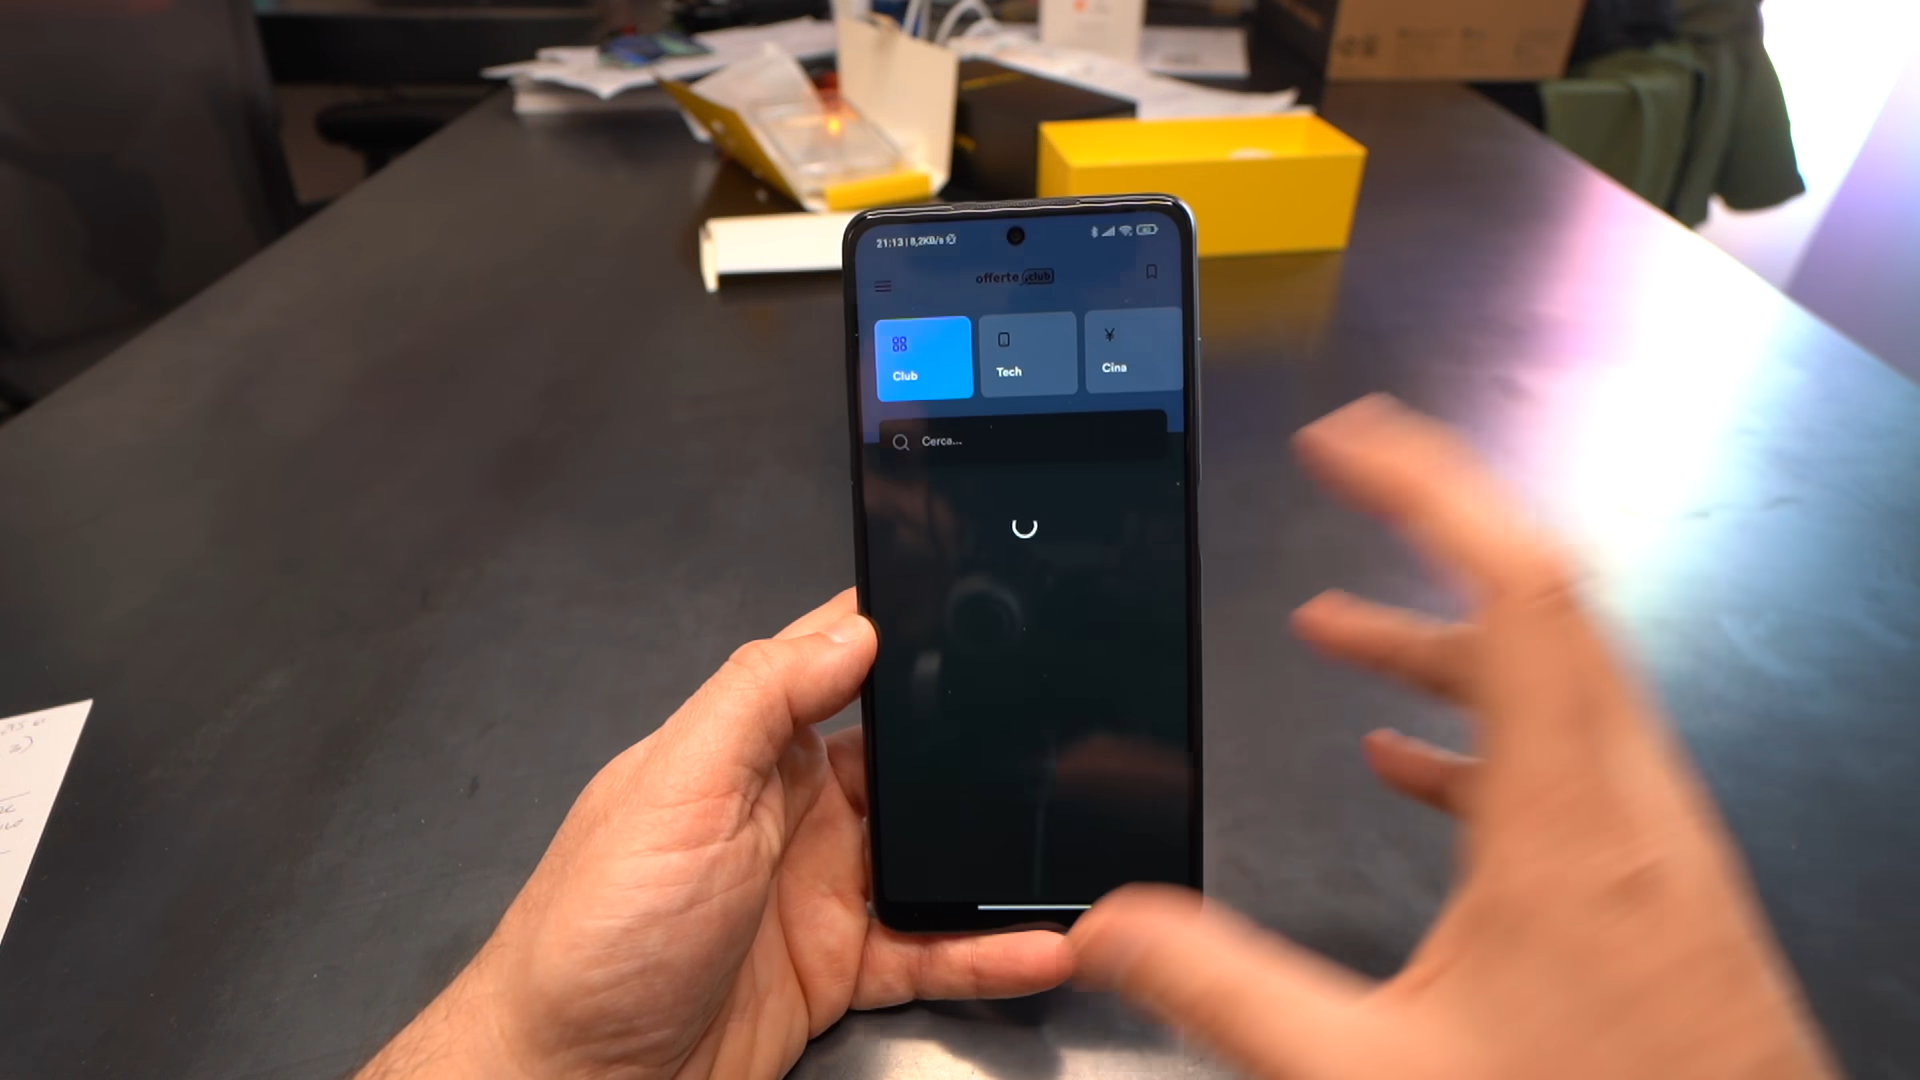 21:13 | 8,2KB/s
offerte.club
Club
Tech
Cina
Cerca...